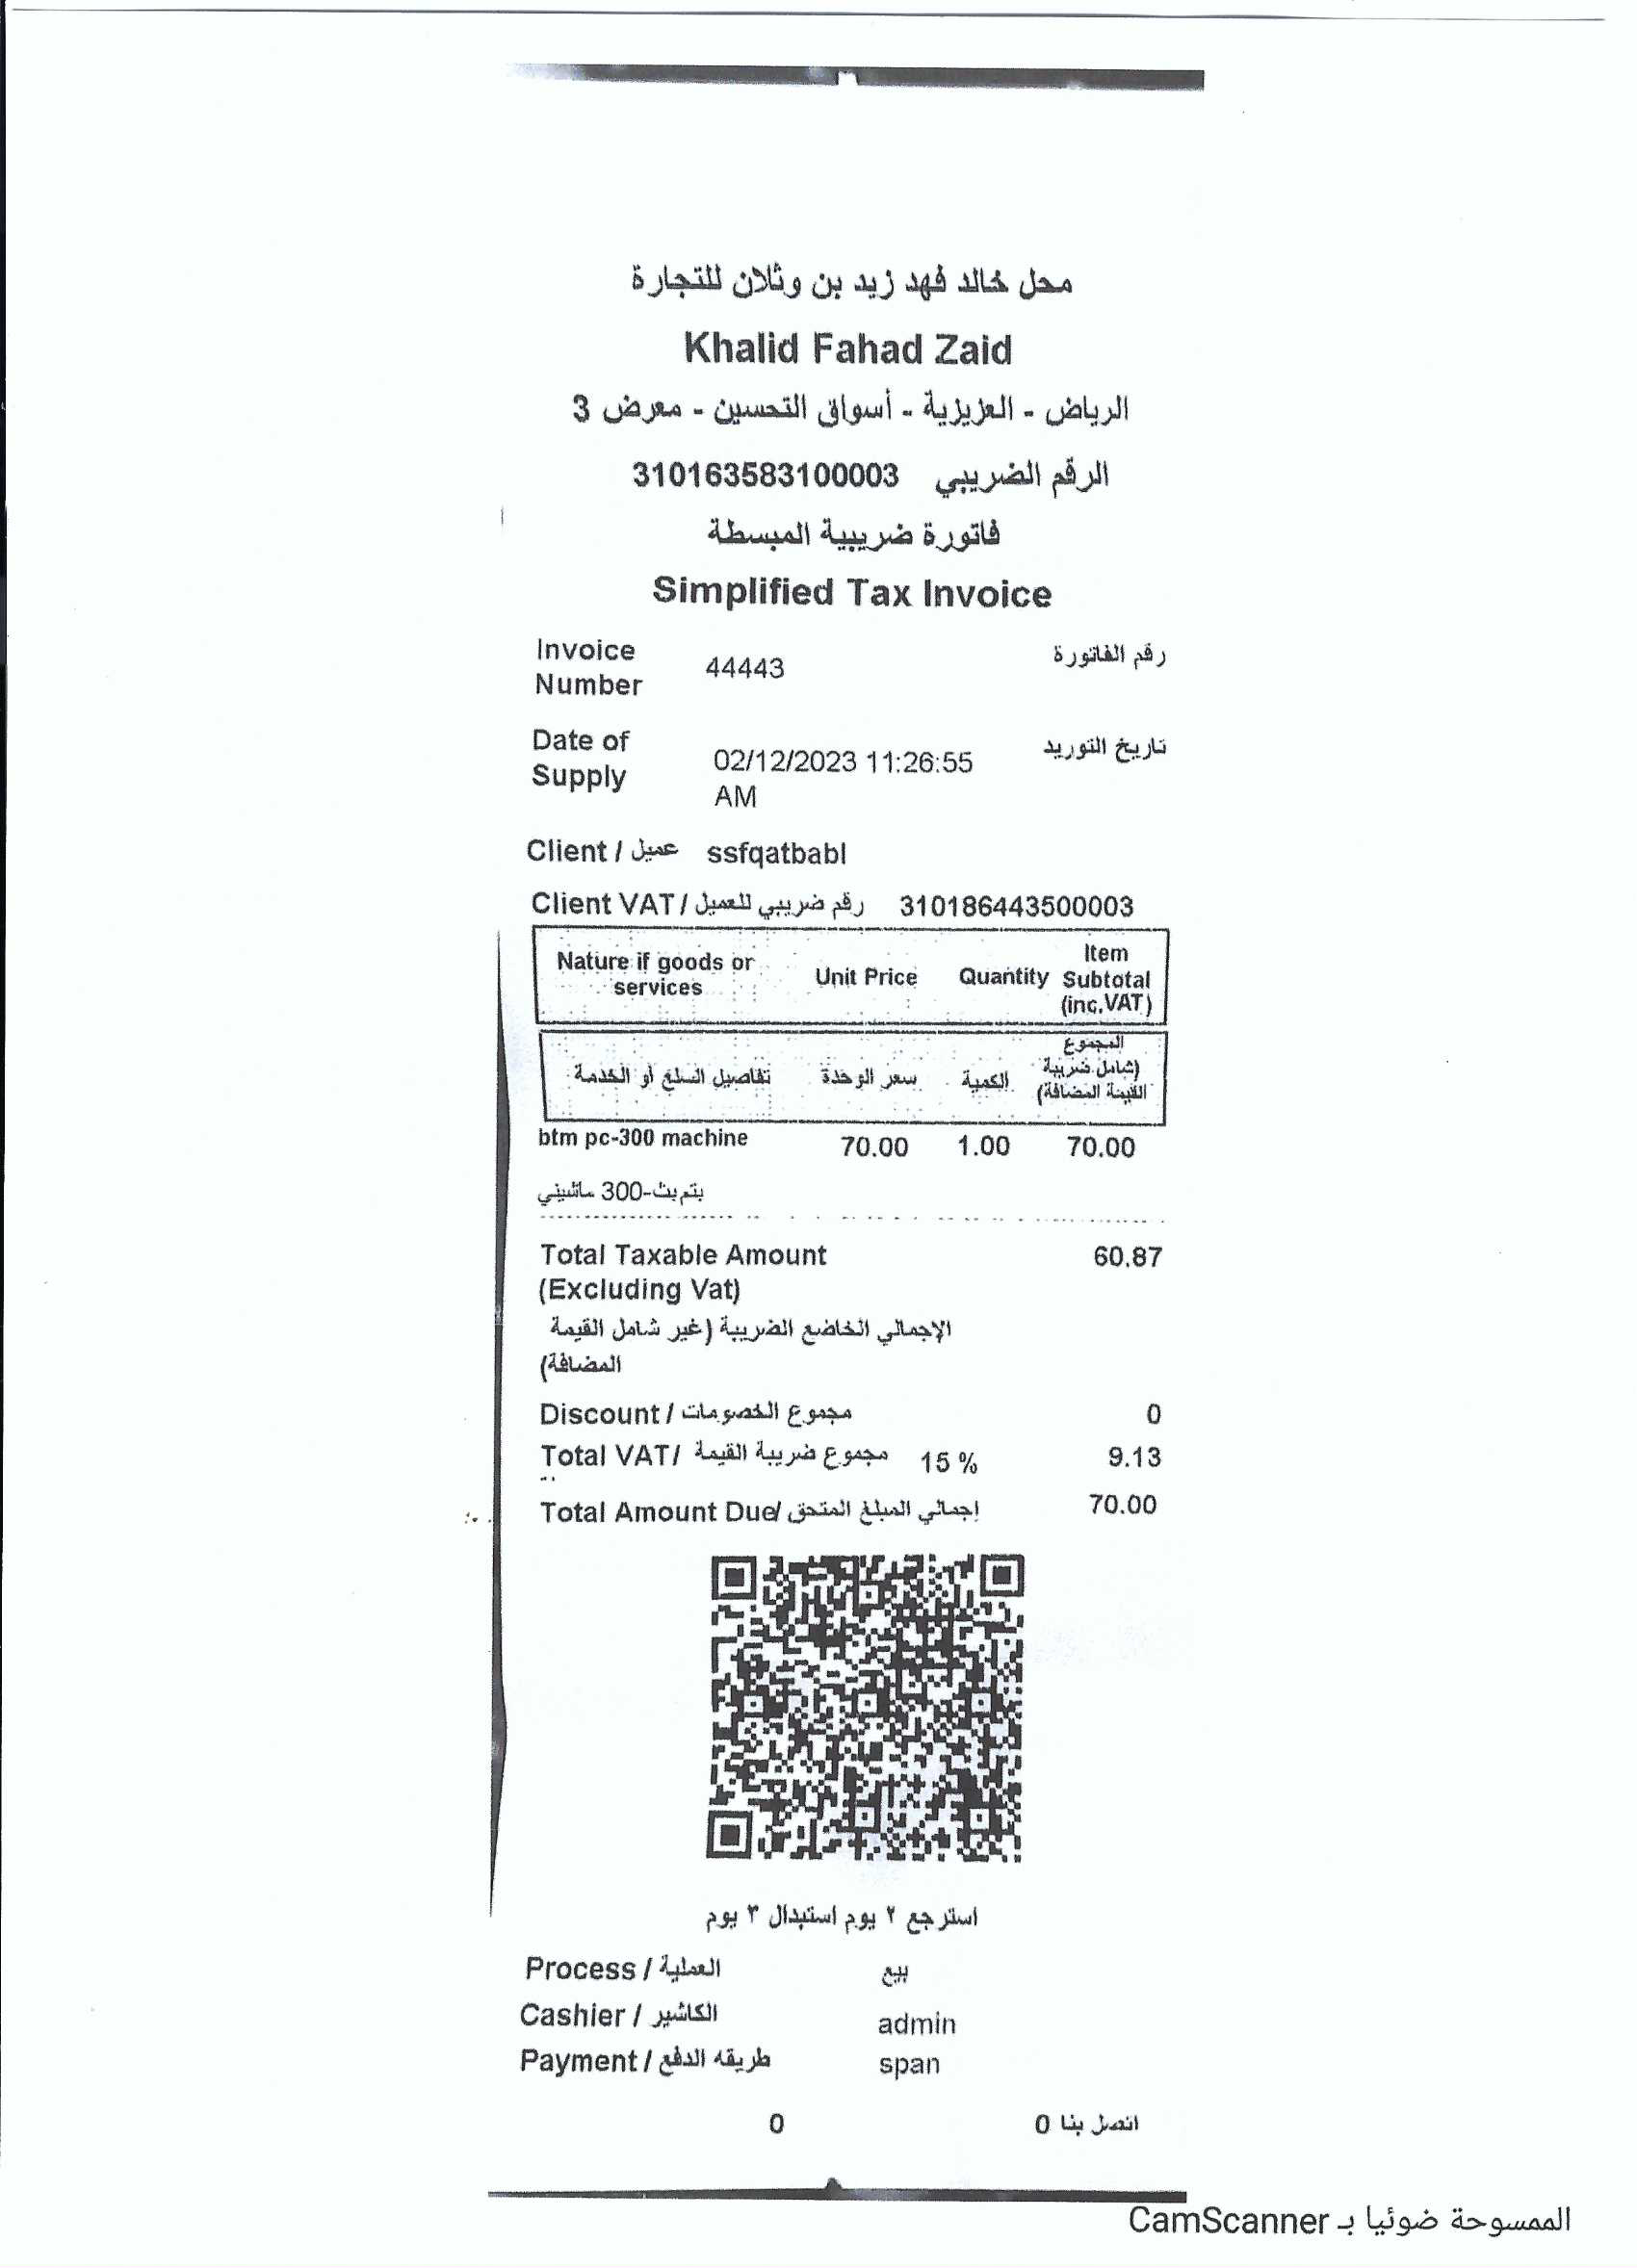 محل خالد فهد زيد بن وثلان للتجارة
Khalid Fahad Zaid
الرياض - العزيزية - أسواق التحسين - معرض 3
الرقم الضريبي 310163583100003
فاتورة ضريبية المبسطة
Simplified Tax Invoice
Invoice Number 44443 رقم الفاتورة
Date of Supply 02/12/2023 11:26:55 AM تاريخ التوريد
Client / عميل ssfqatbabl
Client VAT / رقم ضريبي للعميل 310186443500003
Nature if goods or services Unit Price Quantity Item Subtotal (inc.VAT)
تفاصيل السلع أو الخدمة سعر الوحدة الكمية المجموع (شامل ضريبة القيمة المضافة)
btm pc-300 machine 70.00 1.00 70.00
بتم بث-300 ماشيني
Total Taxable Amount 60.87
(Excluding Vat)
الإجمالي الخاضع الضريبة (غير شامل القيمة
المضافة)
Discount / مجموع الخصومات 0
Total VAT/ مجموع ضريبة القيمة 15 % 9.13
Total Amount Due/ إجمالي المبلغ المتحق 70.00
استرجع ٢ يوم استبدال ٣ يوم
Process / العملية بيع
Cashier / الكاشير admin
Payment / طريقه الدفع span
0 اتصل بنا 0
الممسوحة ضوئيا بـ CamScanner